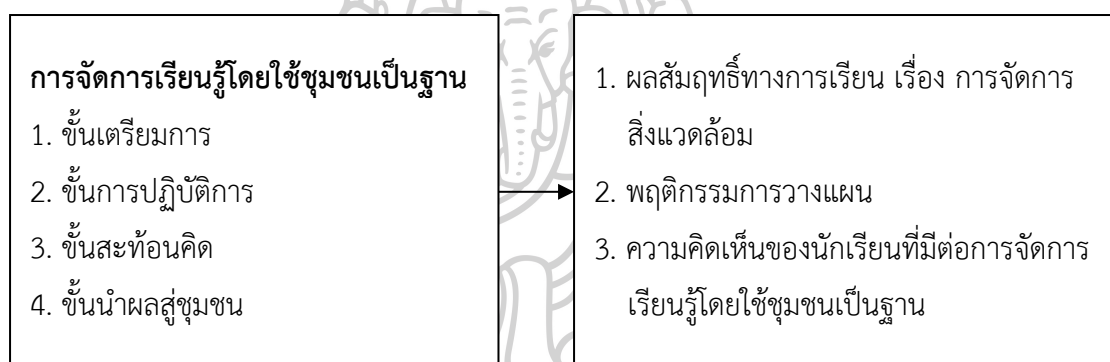 การจัดการเรียนรู้โดยใช้ชุมชนเป็นฐาน
1. ขั้นเตรียมการ
2. ขั้นการปฏิบัติการ
3. ขั้นสะท้อนคิด
4. ขั้นนำผลสู่ชุมชน
1. ผลสัมฤทธิ์ทางการเรียน เรื่อง การจัดการ
สิ่งแวดล้อม
2. พฤติกรรมการวางแผน
3. ความคิดเห็นของนักเรียนที่มีต่อการจัดการ
เรียนรู้โดยใช้ชุมชนเป็นฐาน